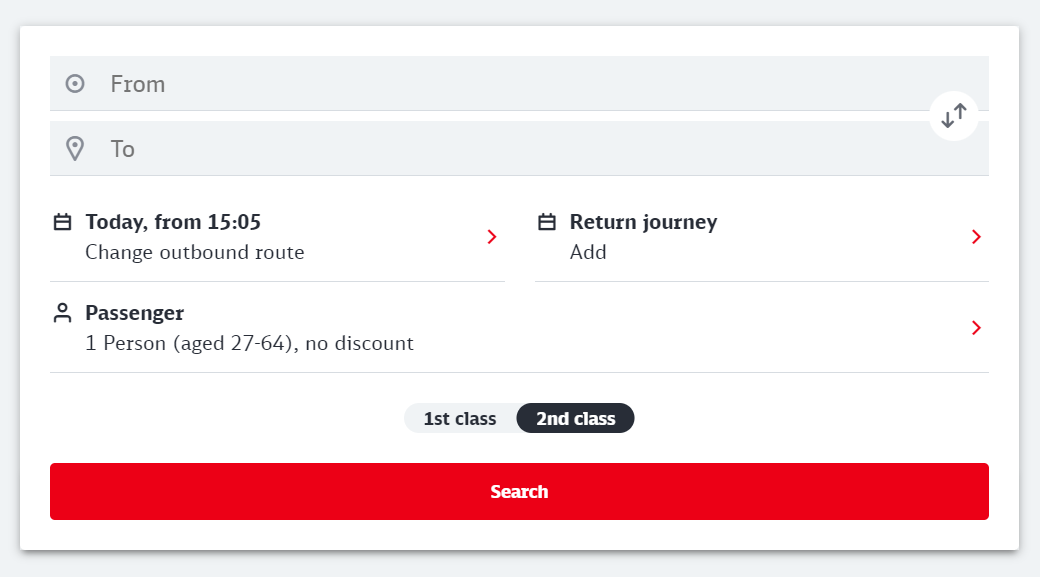 From
To
Today, from 15:05
Change outbound route
Return journey
Add
Passenger
1 Person (aged 27-64), no discount
1st class
2nd class
Search